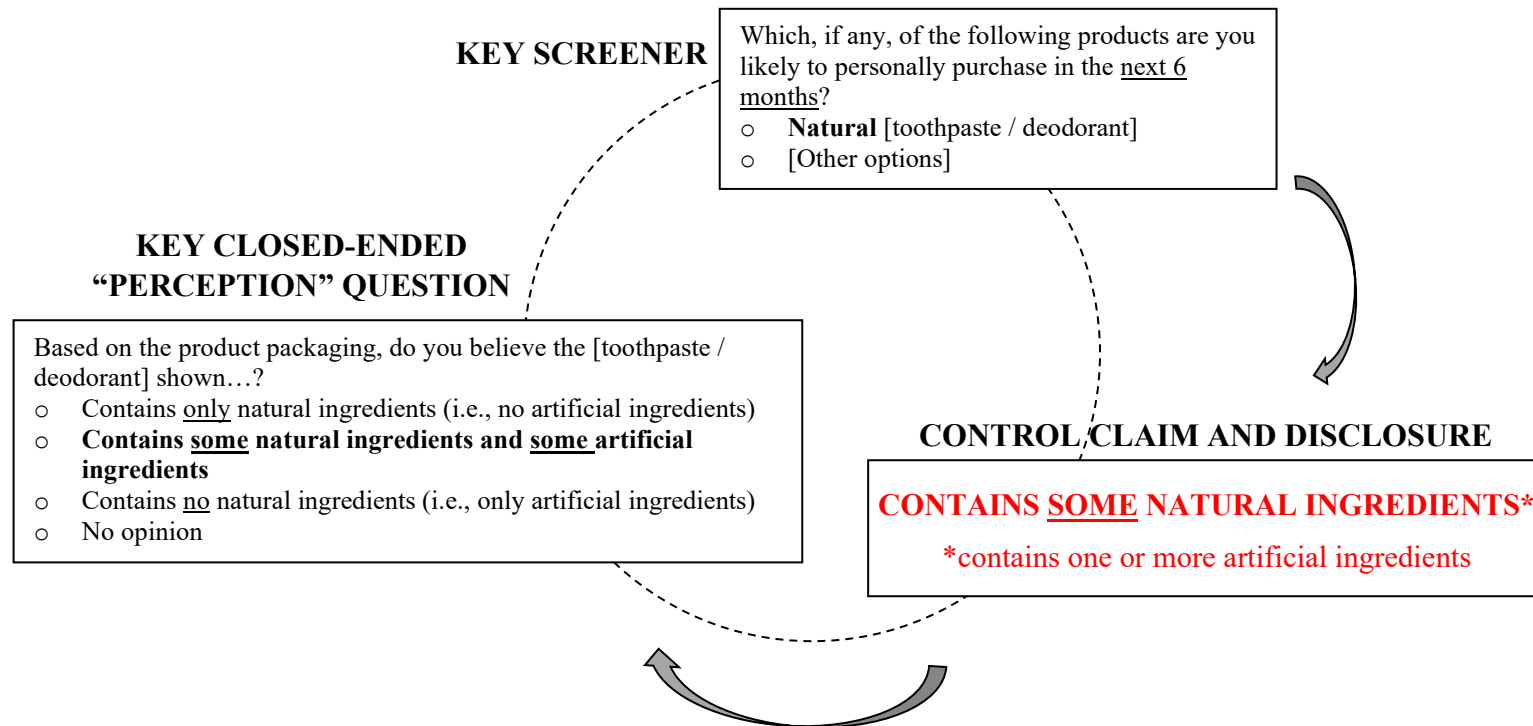 KEY SCREENER
Which, if any, of the following products are you
likely to personally purchase in the next 6
months?
o Natural [toothpaste / deodorant]
o [Other options]
KEY CLOSED-ENDED
“PERCEPTION” QUESTION
Based on the product packaging, do you believe the [toothpaste /
deodorant] shown…?
o Contains only natural ingredients (i.e., no artificial ingredients)
o Contains some natural ingredients and some artificial
ingredients
o Contains no natural ingredients (i.e., only artificial ingredients)
o No opinion
CONTROL CLAIM AND DISCLOSURE
CONTAINS SOME NATURAL INGREDIENTS*
*contains one or more artificial ingredients